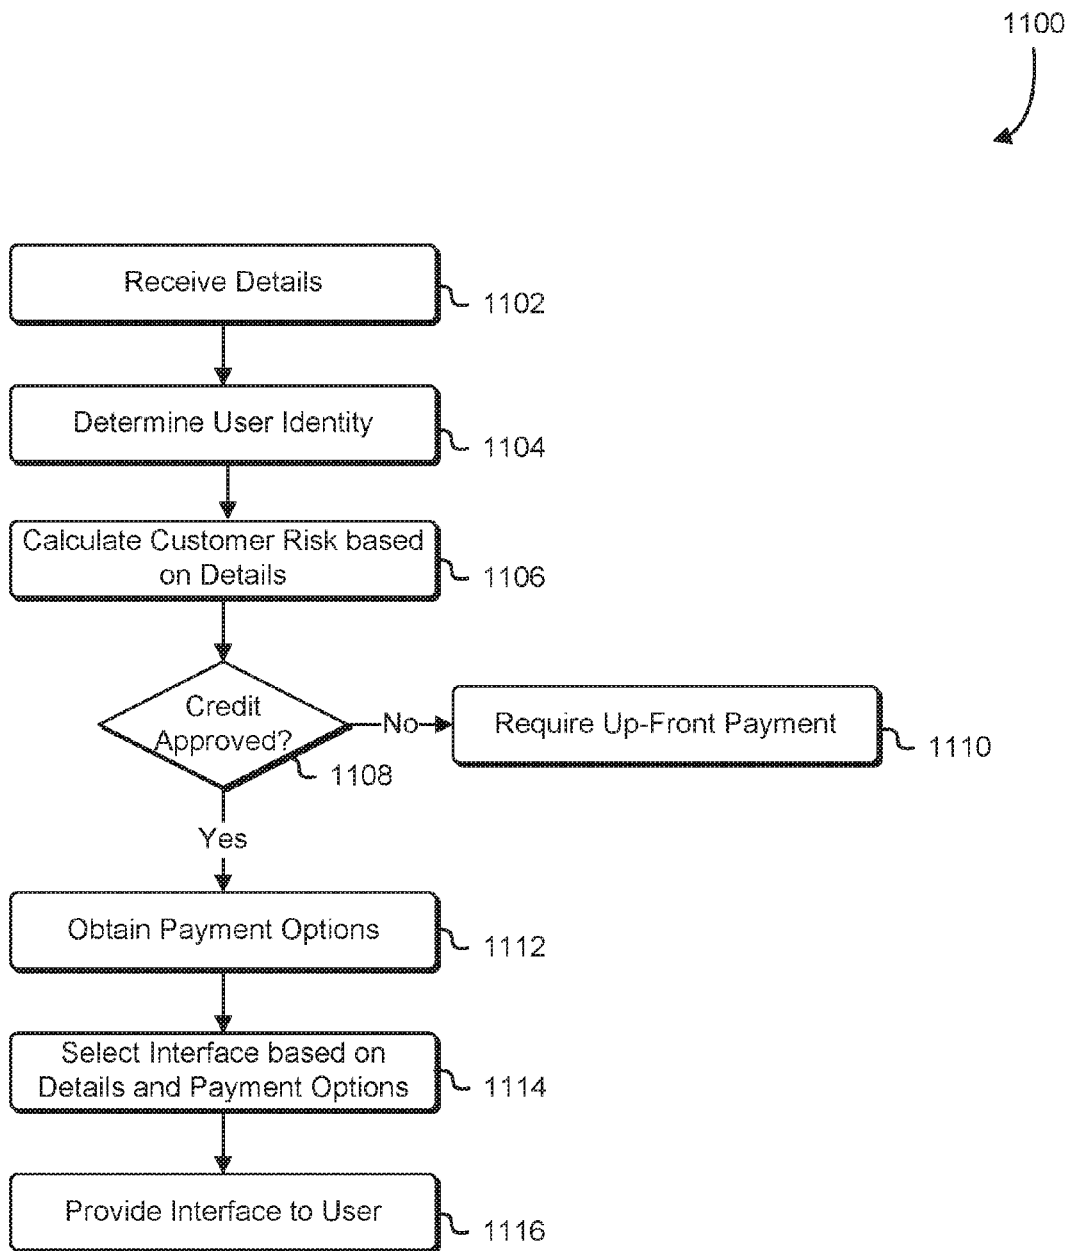 1100
Receive Details
1102
Determine User Identity
1104
Calculate Customer Risk based
on Details
1106
Credit
Approved?
1108
No
Require Up-Front Payment
1110
Yes
Obtain Payment Options
1112
Select Interface based on
Details and Payment Options
1114
Provide Interface to User
1116